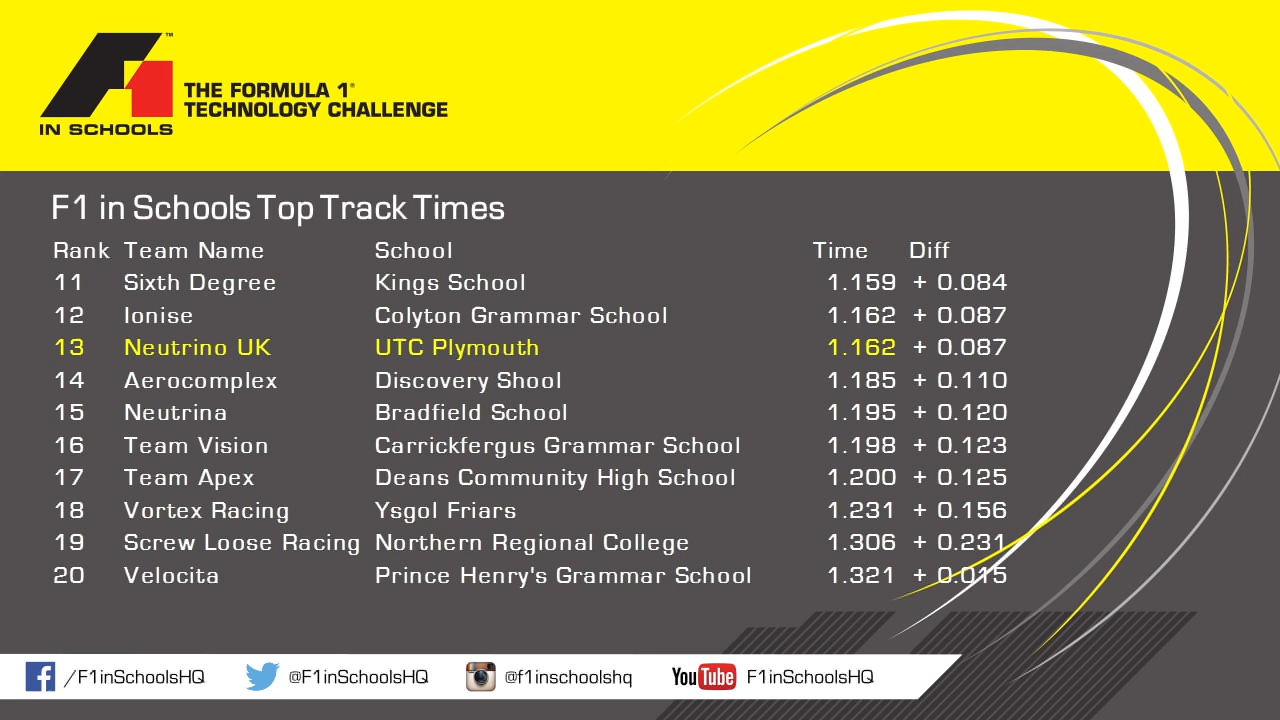 ™
THE FORMULA 1®
TECHNOLOGY CHALLENGE
IN SCHOOLS
F1 in Schools Top Track Times
Rank Team Name School Time Diff
11 Sixth Degree Kings School 1.159 + 0.084
12 Ionise Colyton Grammar School 1.162 + 0.087
13 Neutrino UK UTC Plymouth 1.162 + 0.087
14 Aerocomplex Discovery Shool 1.185 + 0.110
15 Neutrina Bradfield School 1.195 + 0.120
16 Team Vision Carrickfergus Grammar School 1.198 + 0.123
17 Team Apex Deans Community High School 1.200 + 0.125
18 Vortex Racing Ysgol Friars 1.231 + 0.156
19 Screw Loose Racing Northern Regional College 1.306 + 0.231
20 Velocita Prince Henry's Grammar School 1.321 + 0.015
/F1inSchoolsHQ @F1inSchoolsHQ @f1inschoolshq YouTube F1inSchoolsHQ